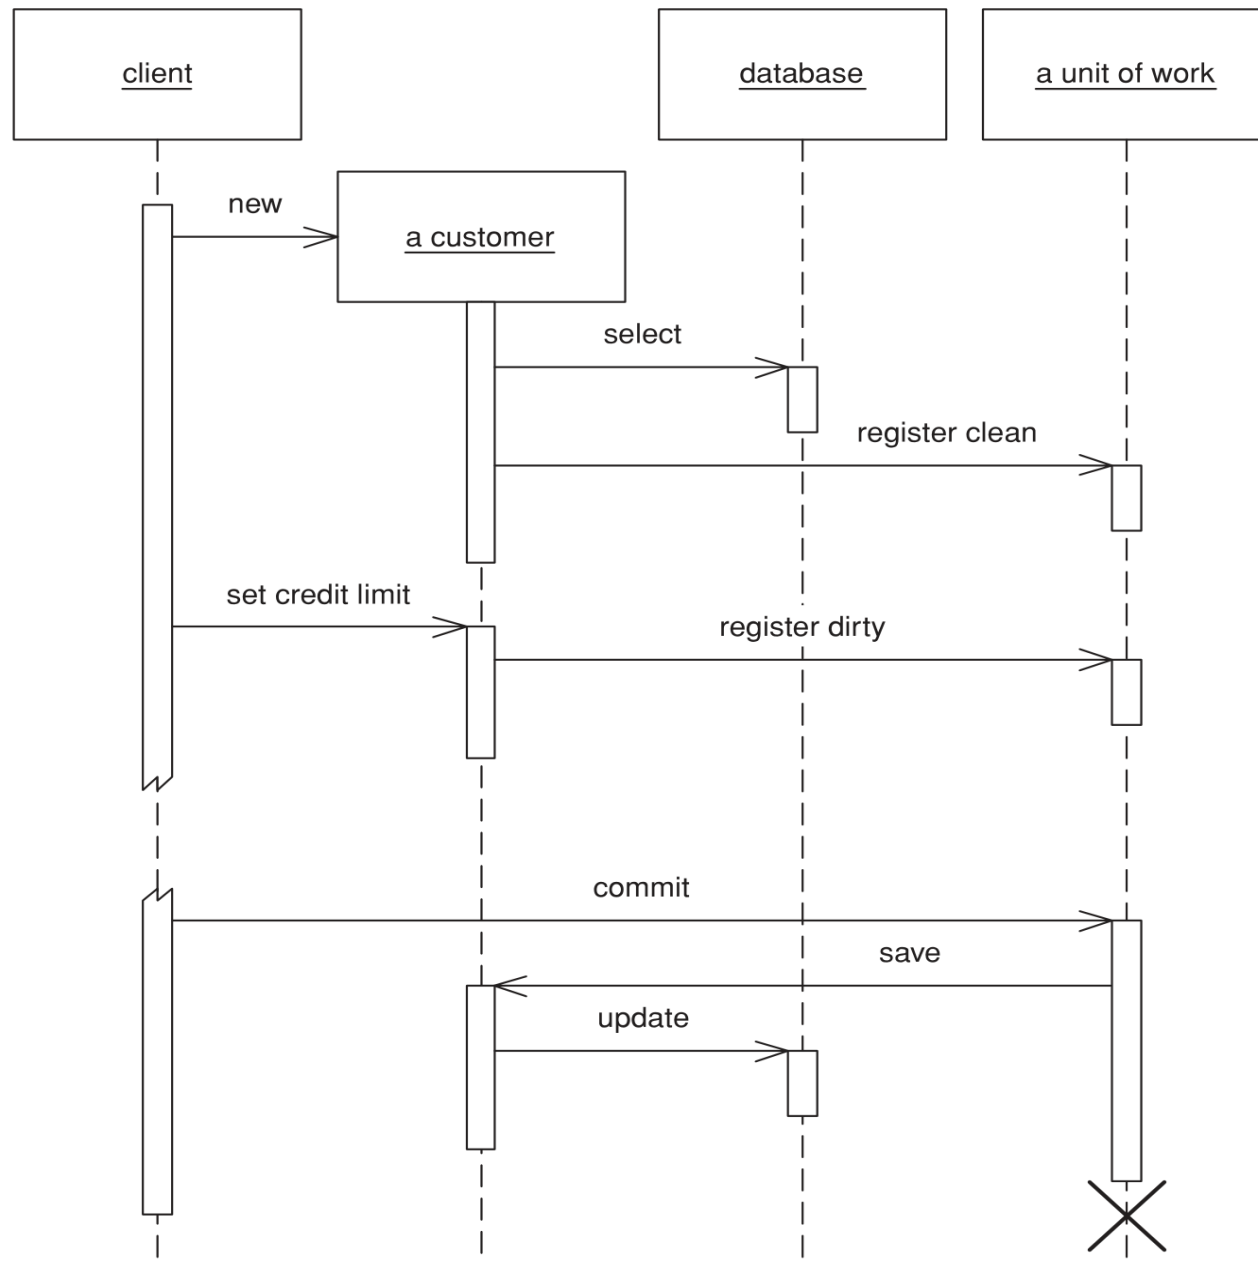 client
database
a unit of work
new
a customer
select
register clean
set credit limit
register dirty
commit
save
update